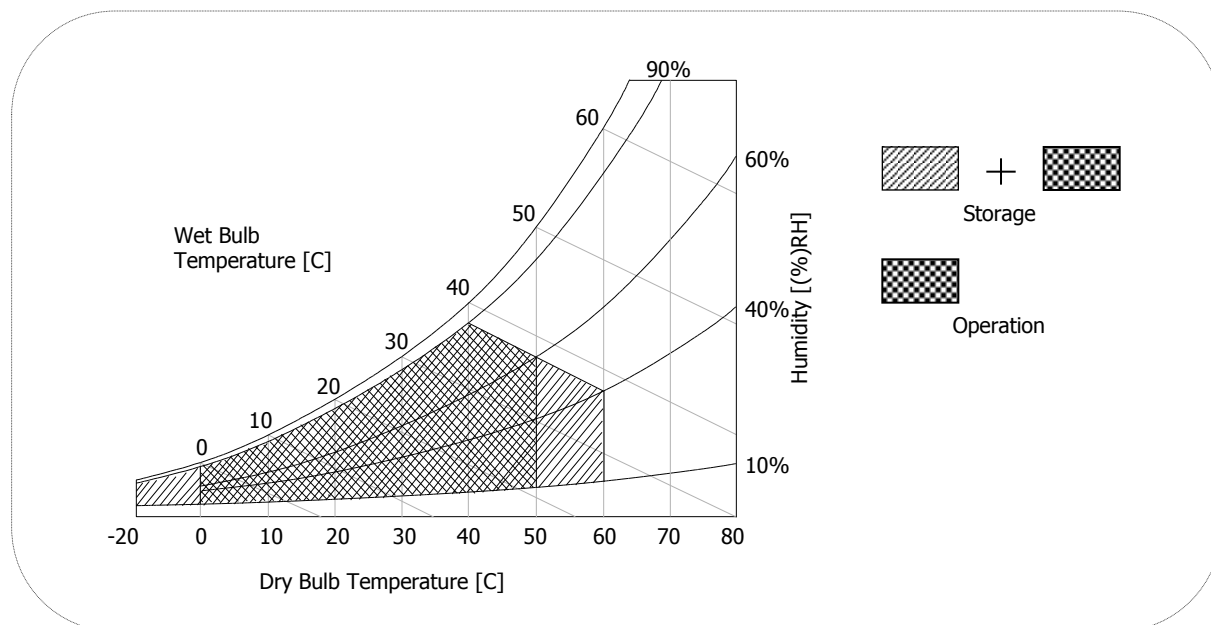 90%
60
60%
50
Wet Bulb
Temperature [C]
Storage
40
40%
Humidity [(%)RH]
Operation
30
20
10
0
10%
-20 0 10 20 30 40 50 60 70 80
Dry Bulb Temperature [C]